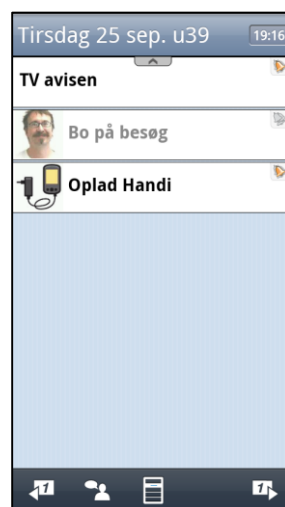 Tirsdag 25 sep. u39
19:16
TV avisen
Bo på besøg
Oplad Handi
1
1